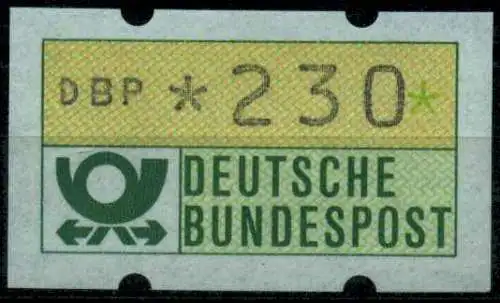 DBP *230*
DEUTSCHE
BUNDESPOST